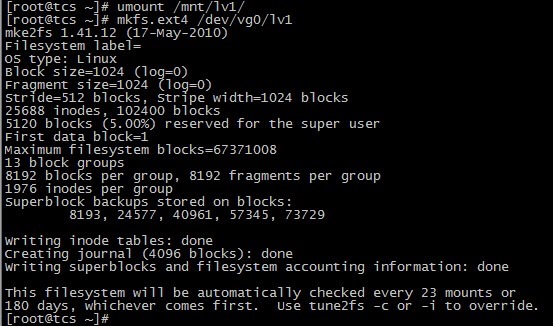 [root@tcs ~]# umount /mnt/lv1/
[root@tcs ~]# mkfs.ext4 /dev/vg0/lv1
mke2fs 1.41.12 (17-May-2010)
Filesystem label=
OS type: Linux
Block size=1024 (log=0)
Fragment size=1024 (log=0)
Stride=512 blocks, Stripe width=1024 blocks
25688 inodes, 102400 blocks
5120 blocks (5.00%) reserved for the super user
First data block=1
Maximum filesystem blocks=67371008
13 block groups
8192 blocks per group, 8192 fragments per group
1976 inodes per group
Superblock backups stored on blocks:
8193, 24577, 40961, 57345, 73729
Writing inode tables: done
Creating journal (4096 blocks): done
Writing superblocks and filesystem accounting information: done
This filesystem will be automatically checked every 23 mounts or
180 days, whichever comes first.  Use tune2fs -c or -i to override.
[root@tcs ~]#